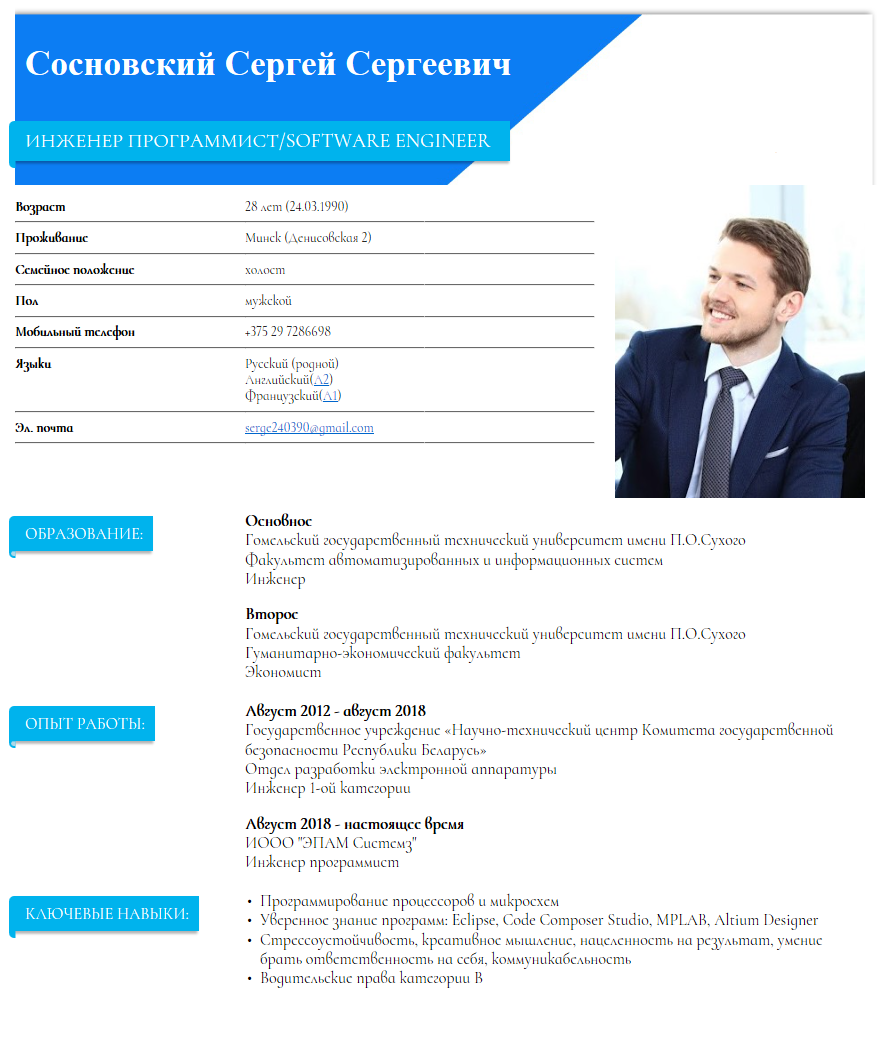 Сосновский Сергей Сергеевич
ИНЖЕНЕР ПРОГРАММИСТ/SOFTWARE ENGINEER
Возраст 28 лет (24.03.1990)
Проживание Минск (Денисовская 2)
Семейное положение холост
Пол мужской
Мобильный телефон +375 29 7286698
Языки Русский (родной)
Английский(A2)
Французский(A1)
Эл. почта serge240390@gmail.com
ОБРАЗОВАНИЕ:
Основное
Гомельский государственный технический университет имени П.О.Сухого
Факультет автоматизированных и информационных систем
Инженер
Второе
Гомельский государственный технический университет имени П.О.Сухого
Гуманитарно-экономический факультет
Экономист
ОПЫТ РАБОТЫ:
Август 2012 - август 2018
Государственное учреждение «Научно-технический центр Комитета государственной
безопасности Республики Беларусь»
Отдел разработки электронной аппаратуры
Инженер 1-ой категории
Август 2018 - настоящее время
ИООО "ЭПАМ Системз"
Инженер программист
КЛЮЧЕВЫЕ НАВЫКИ:
• Программирование процессоров и микросхем
• Уверенное знание программ: Eclipse, Code Composer Studio, MPLAB, Altium Designer
• Стрессоустойчивость, креативное мышление, нацеленность на результат, умение
брать ответственность на себя, коммуникабельность
• Водительские права категории В